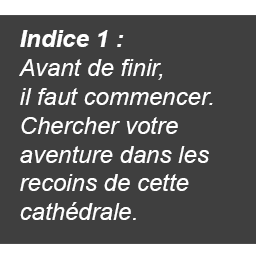 Indice 1 :
Avant de finir,
il faut commencer.
Chercher votre
aventure dans les
recoins de cette
cathédrale.